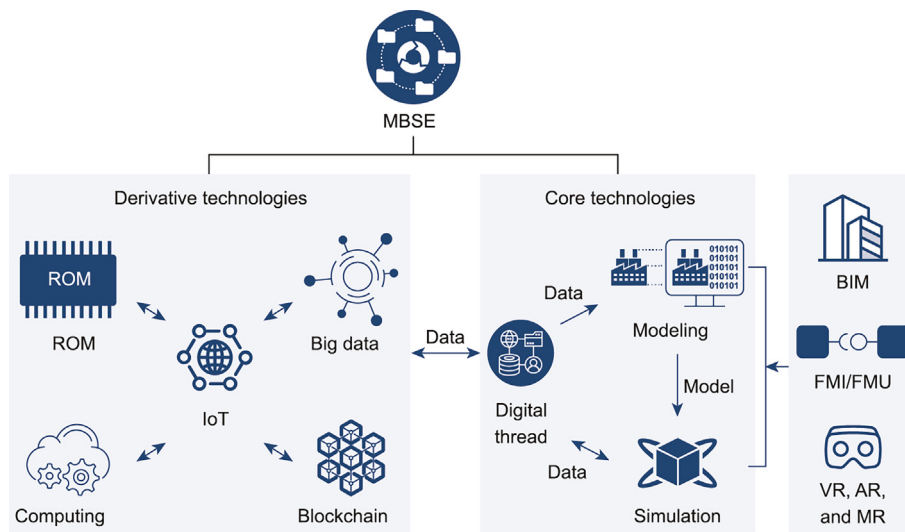 MBSE
Derivative technologies
ROM
ROM
Big data
IoT
Computing
Blockchain
Data
Core technologies
010101
010101
010101
010101
010101
Data
Modeling
Digital
thread
Model
Data
Simulation
BIM
FMI/FMU
VR, AR,
and MR